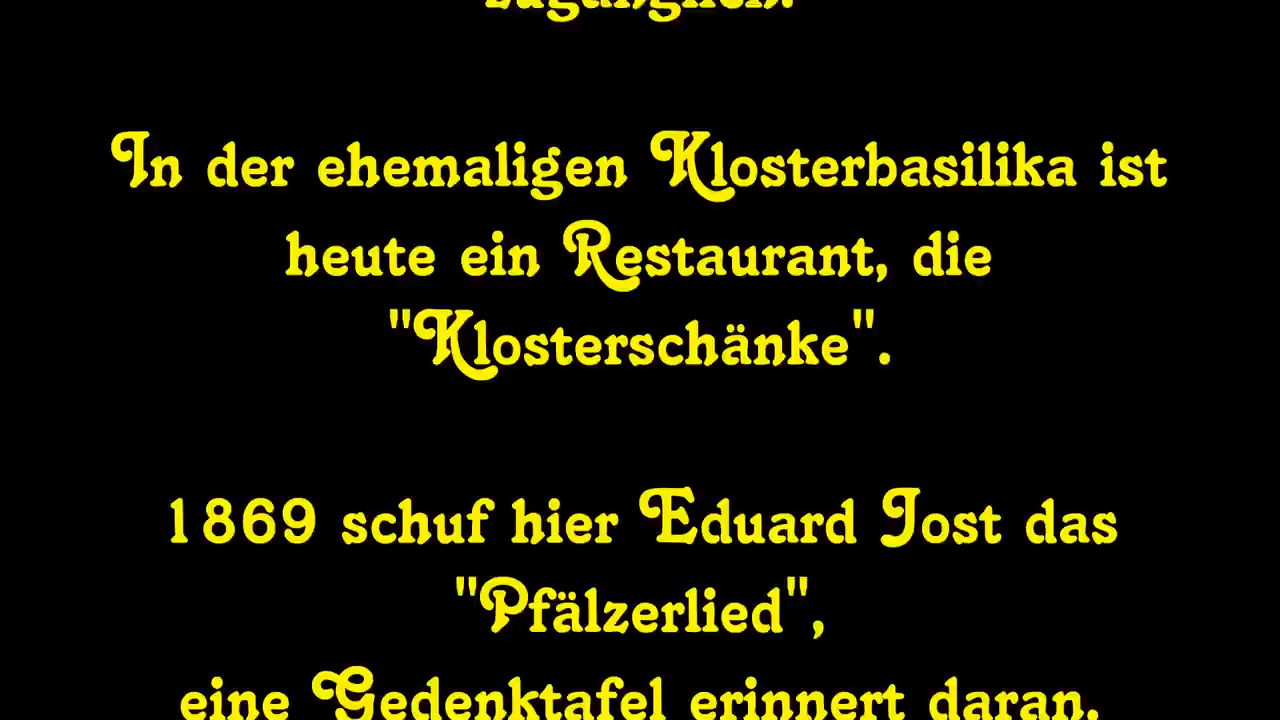 zugänglich.
In der ehemaligen Klosterbasilika ist
heute ein Restaurant, die
"Klosterschänke".
1869 schuf hier Eduard Jost das
"Pfälzerlied",
eine Gedenktafel erinnert daran.